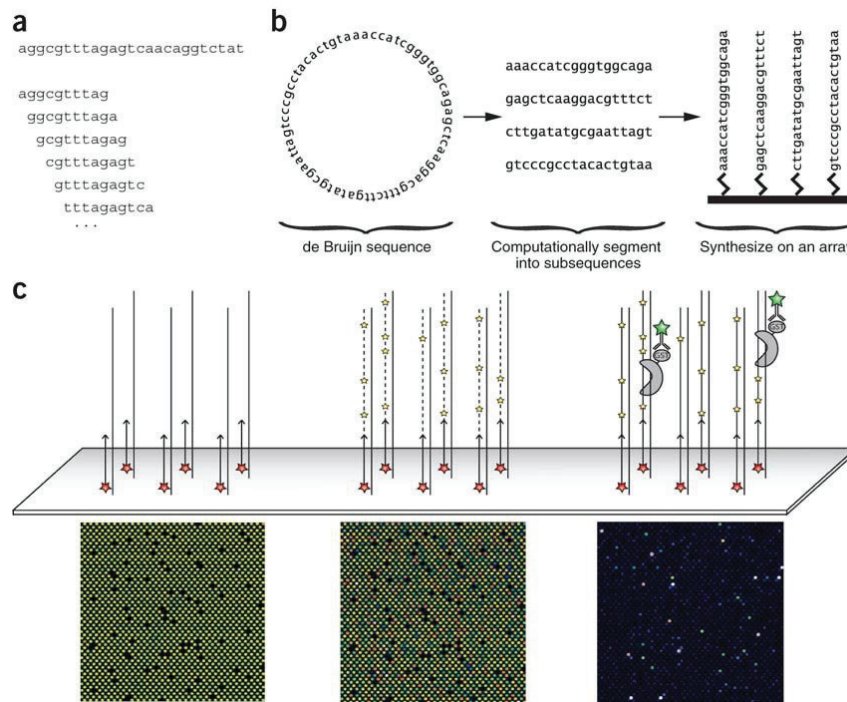 a
aggcgtttagagtcaacaggtctat
aggcgtttag
ggcgtttaga
gcgtttagag
cgtttagagt
gtttagagtc
tttagagtca
...
b
aaaccatcgggtggcagagctcaaggacgtttcttgatatgcgaattagtcccgcctacactgt
de Bruijn sequence
aaaccatcgggtggcaga
gagctcaaggacgtttct
cttgatatgcgaattagt
gtcccgcctacactgtaa
Computationally segment
into subsequences
aaaccatcgggtggcaga
gagctcaaggacgtttct
cttgatatgcgaattagt
gtcccgcctacactgtaa
Synthesize on an array
c
GST
GST